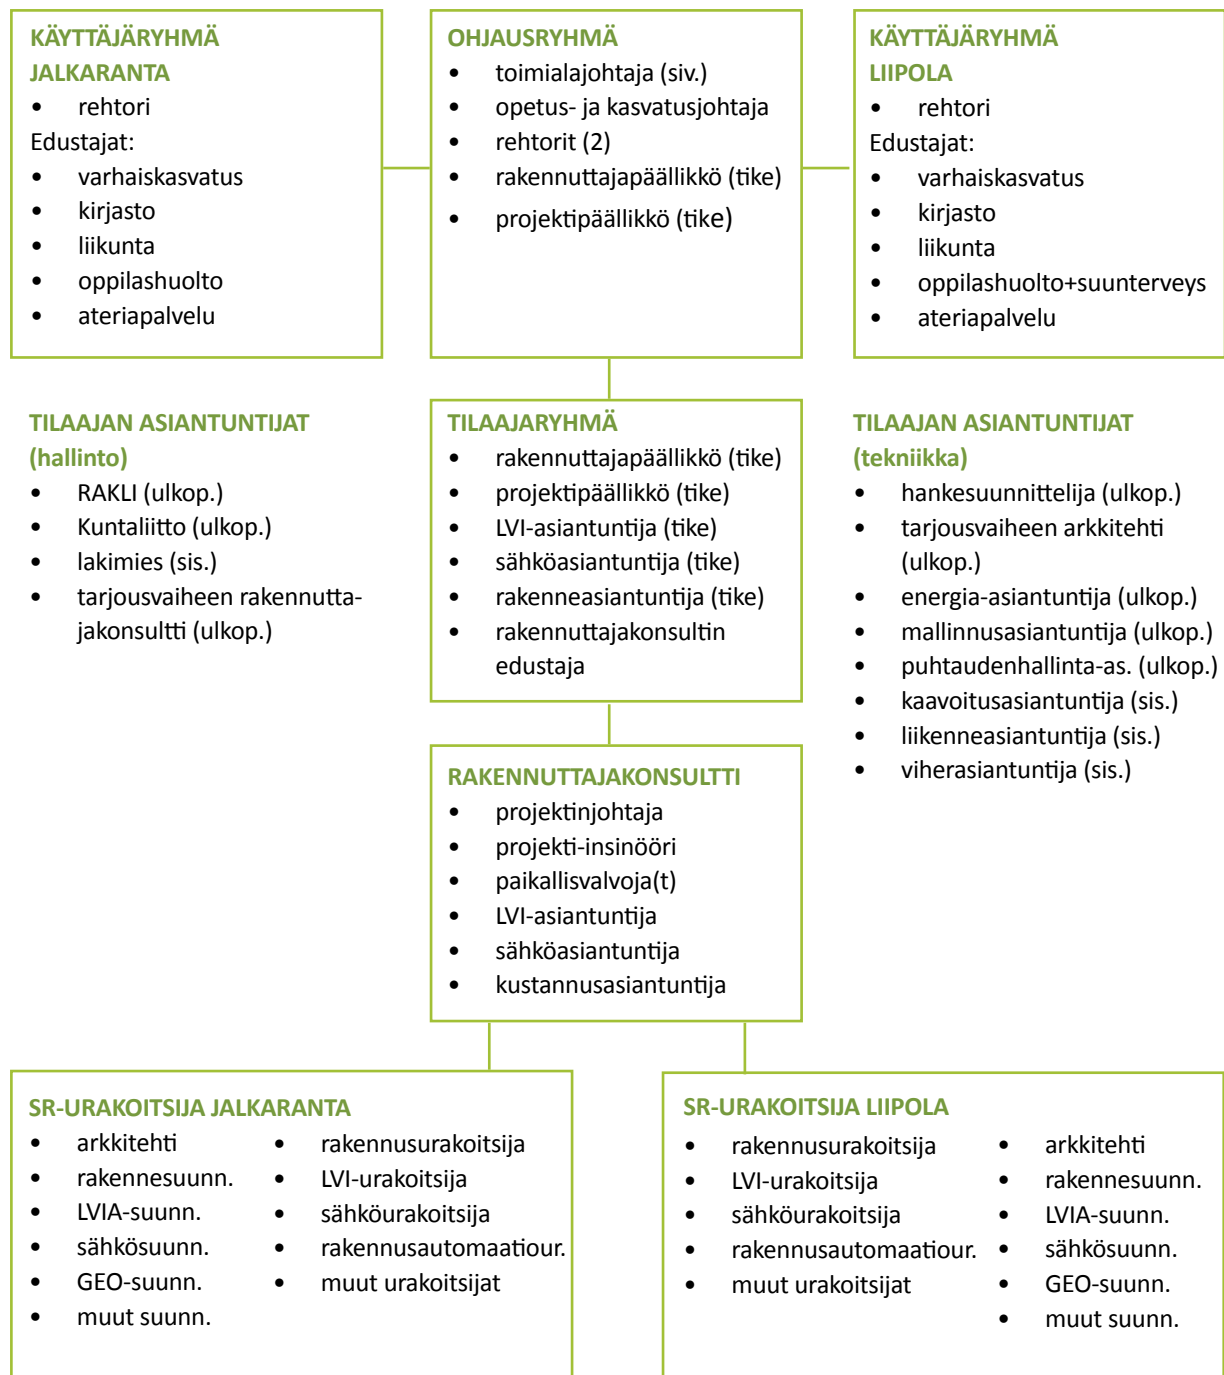 KÄYTTÄJÄRYHMÄ
JALKARANTA
• rehtori
Edustajat:
• varhaiskasvatus
• kirjasto
• liikunta
• oppilashuolto
• ateriapalvelu
OHJAUSRYHMÄ
• toimialajohtaja (siv.)
• opetus- ja kasvatusjohtaja
• rehtorit (2)
• rakennuttajapäällikkö (tike)
• projektipäällikkö (tike)
KÄYTTÄJÄRYHMÄ
LIIPOLA
• rehtori
Edustajat:
• varhaiskasvatus
• kirjasto
• liikunta
• oppilashuolto+suunterveys
• ateriapalvelu
TILAAJAN ASIANTUNTIJAT
(hallinto)
• RAKLI (ulkop.)
• Kuntaliitto (ulkop.)
• lakimies (sis.)
• tarjousvaiheen rakennutta-
jakonsultti (ulkop.)
TILAAJARYHMÄ
• rakennuttajapäällikkö (tike)
• projektipäällikkö (tike)
• LVI-asiantuntija (tike)
• sähköasiantuntija (tike)
• rakenneasiantuntija (tike)
• rakennuttajakonsultin
edustaja
TILAAJAN ASIANTUNTIJAT
(tekniikka)
• hankesuunnittelija (ulkop.)
• tarjousvaiheen arkkitehti
(ulkop.)
• energia-asiantuntija (ulkop.)
• mallinnusasiantuntija (ulkop.)
• puhtaudenhallinta-as. (ulkop.)
• kaavoitusasiantuntija (sis.)
• liikenneasiantuntija (sis.)
• viherasiantuntija (sis.)
RAKENNUTTAJAKONSULTTI
• projektinjohtaja
• projekti-insinööri
• paikallisvalvoja(t)
• LVI-asiantuntija
• sähköasiantuntija
• kustannusasiantuntija
SR-URAKOITSIJA JALKARANTA
• arkkitehti
• rakennesuunn.
• LVIA-suunn.
• sähkösuunn.
• GEO-suunn.
• muut suunn.
• rakennusurakoitsija
• LVI-urakoitsija
• sähköurakoitsija
• rakennusautomaatiour.
• muut urakoitsijat
SR-URAKOITSIJA LIIPOLA
• rakennusurakoitsija
• LVI-urakoitsija
• sähköurakoitsija
• rakennusautomaatiour.
• muut urakoitsijat
• arkkitehti
• rakennesuunn.
• LVIA-suunn.
• sähkösuunn.
• GEO-suunn.
• muut suunn.